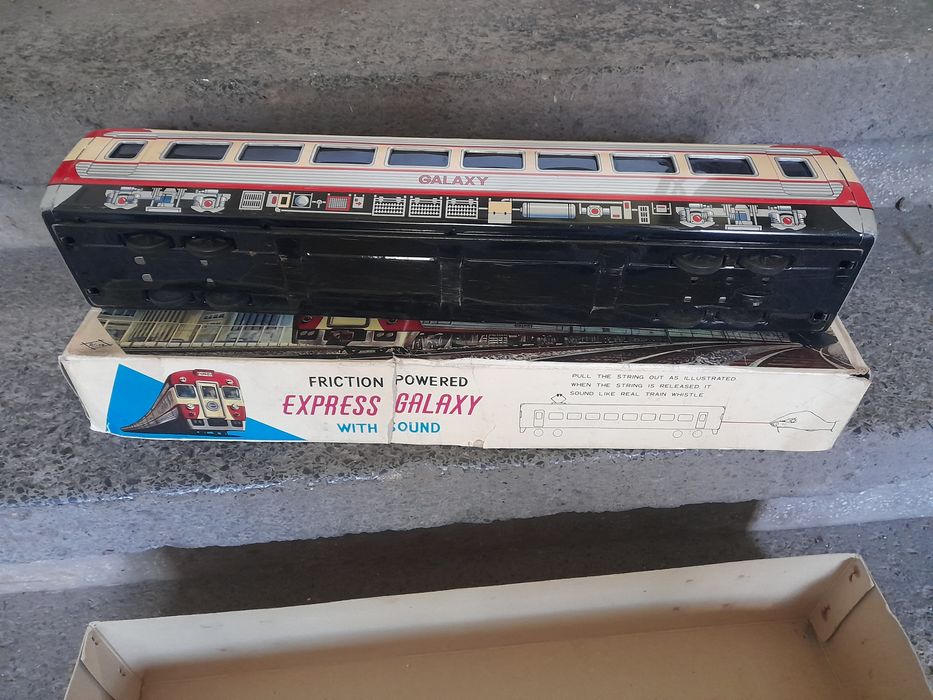 GALAXY
FRICTION POWERED
EXPRESS GALAXY
WITH SOUND
PULL THE STRING OUT AS ILLUSTRATED.
WHEN THE STRING IS RELEASED IT
SOUND LIKE REAL TRAIN WHISTLE